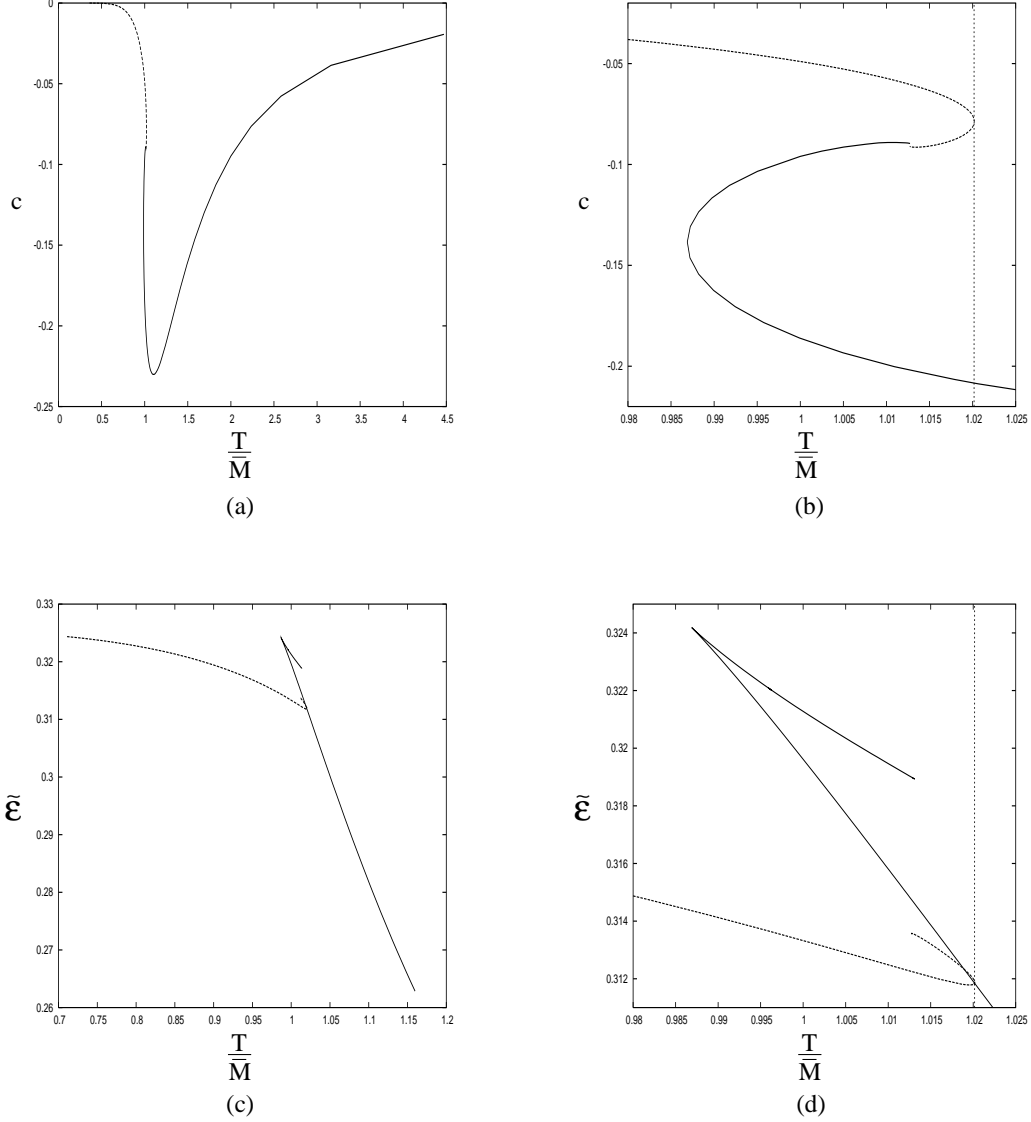 0
-0.05
-0.1
-0.15
-0.2
-0.25
c
0 0.5 1 1.5 2 2.5 3 3.5 4 4.5
T
M̅
(a)
-0.05
-0.1
-0.15
-0.2
c
0.98 0.985 0.99 0.995 1 1.005 1.01 1.015 1.02 1.025
T
M̅
(b)
0.33
0.32
0.31
0.3
0.29
0.28
0.27
0.26
ε̃
0.7 0.75 0.8 0.85 0.9 0.95 1 1.05 1.1 1.15 1.2
T
M̅
(c)
0.324
0.322
0.32
0.318
0.316
0.314
0.312
ε̃
0.98 0.985 0.99 0.995 1 1.005 1.01 1.015 1.02 1.025
T
M̅
(d)